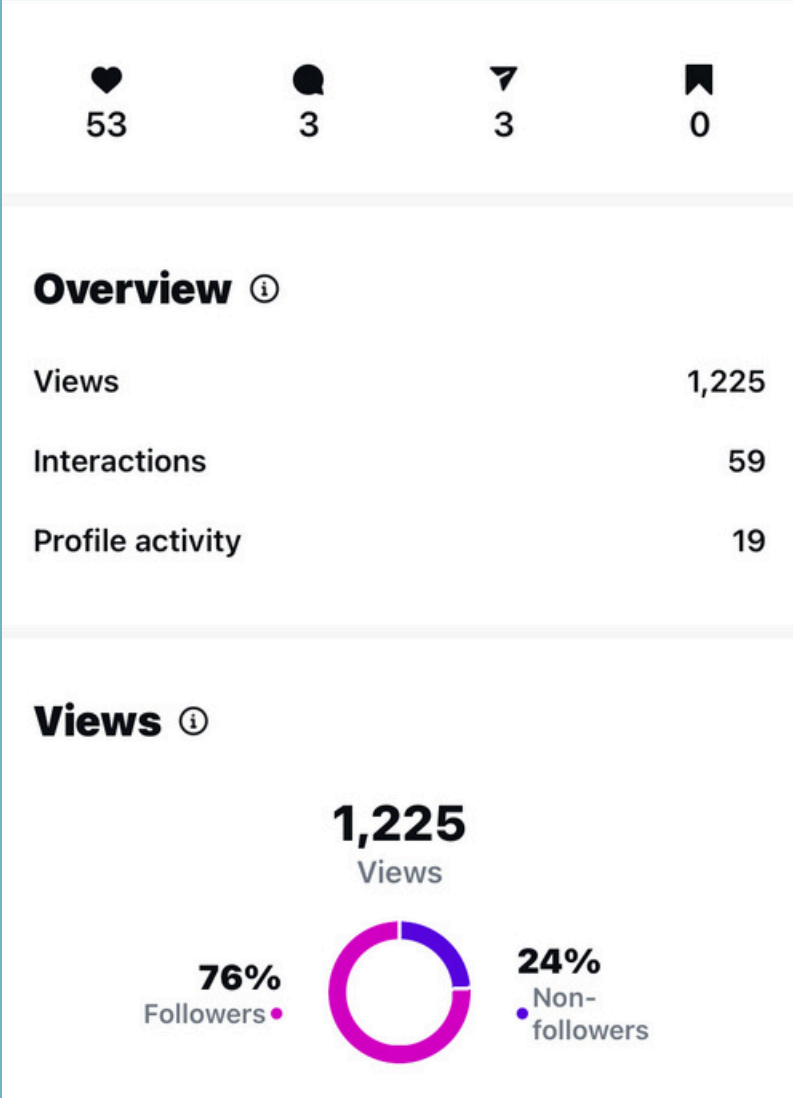 53 3 3 0
Overview
Views 1,225
Interactions 59
Profile activity 19
Views
1,225
Views
76%
Followers
24%
Non-
followers